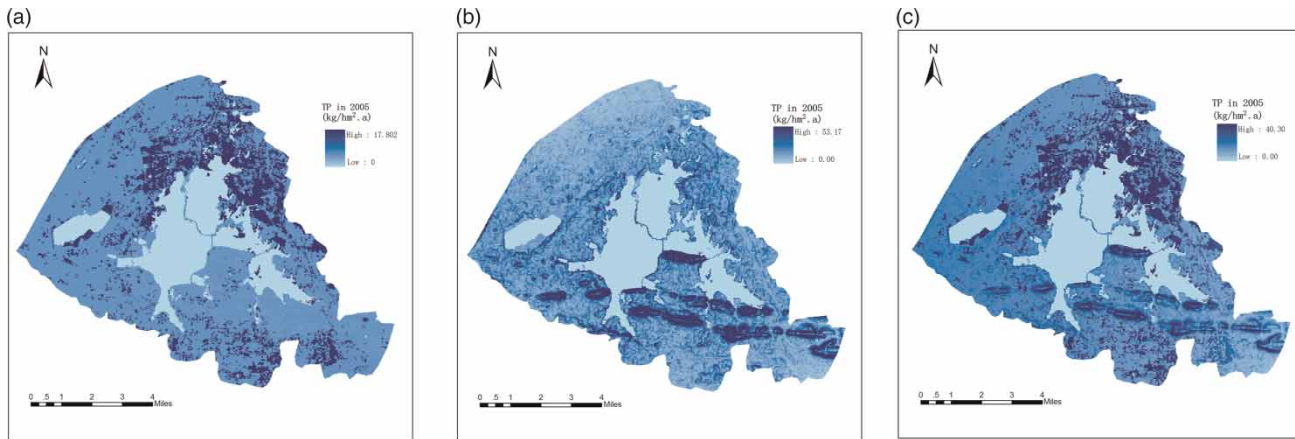 (a)
N
TP in 2005
(kg/hm².a)
High : 17.802
Low : 0
0 .5 1 2 3 4
Miles
(b)
N
TP in 2005
(kg/hm².a)
High : 53.17
Low : 0.00
0 .5 1 2 3 4
Miles
(c)
N
TP in 2005
(kg/hm².a)
High : 40.30
Low : 0.00
0 .5 1 2 3 4
Miles